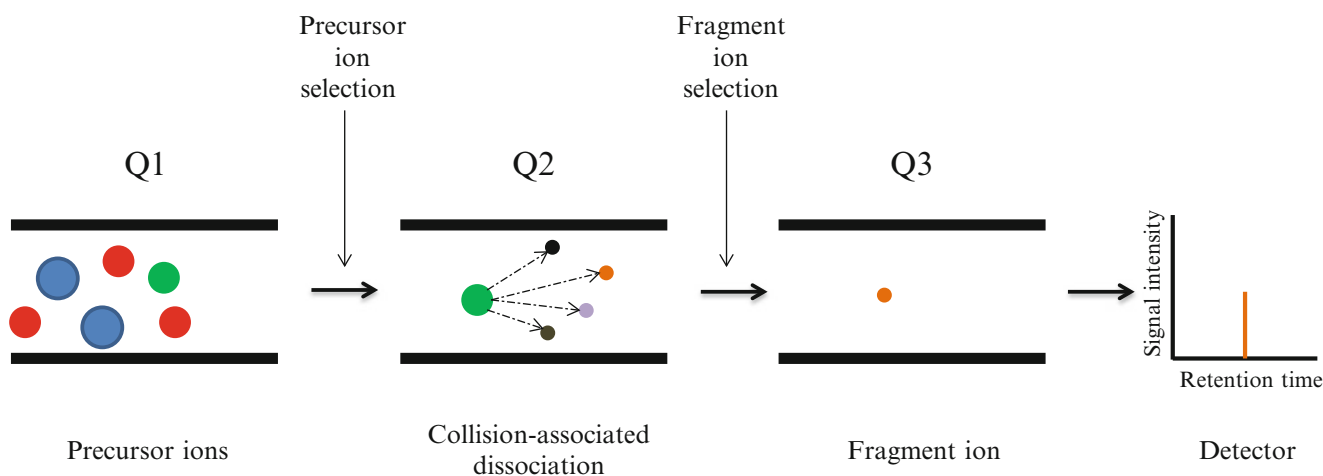 Precursor
ion
selection
Fragment
ion
selection
Q1
Q2
Q3
Signal intensity
Retention time
Precursor ions
Collision-associated
dissociation
Fragment ion
Detector